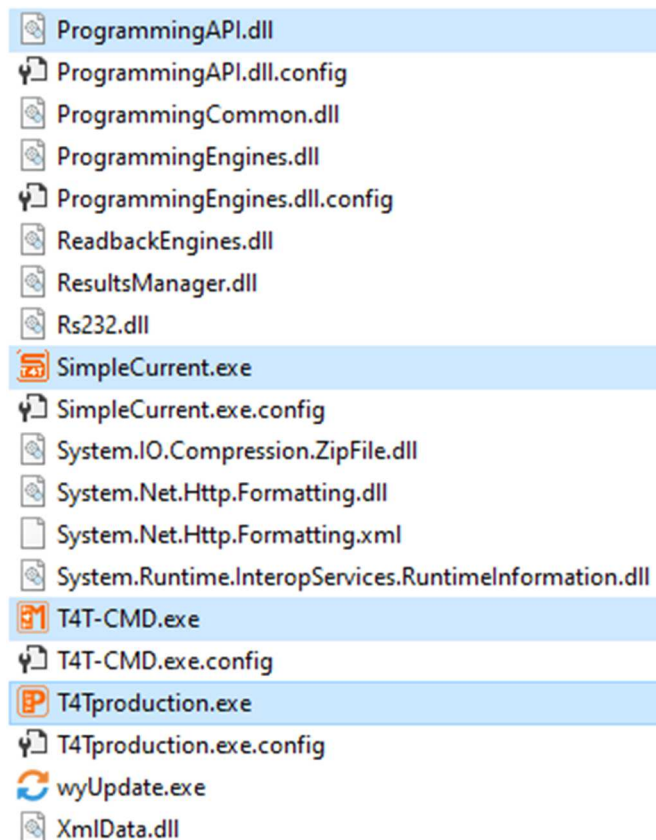 ProgrammingAPI.dll
ProgrammingAPI.dll.config
ProgrammingCommon.dll
ProgrammingEngines.dll
ProgrammingEngines.dll.config
ReadbackEngines.dll
ResultsManager.dll
Rs232.dll
SimpleCurrent.exe
SimpleCurrent.exe.config
System.IO.Compression.ZipFile.dll
System.Net.Http.Formatting.dll
System.Net.Http.Formatting.xml
System.Runtime.InteropServices.RuntimeInformation.dll
T4T-CMD.exe
T4T-CMD.exe.config
T4Tproduction.exe
T4Tproduction.exe.config
wyUpdate.exe
XmlData.dll